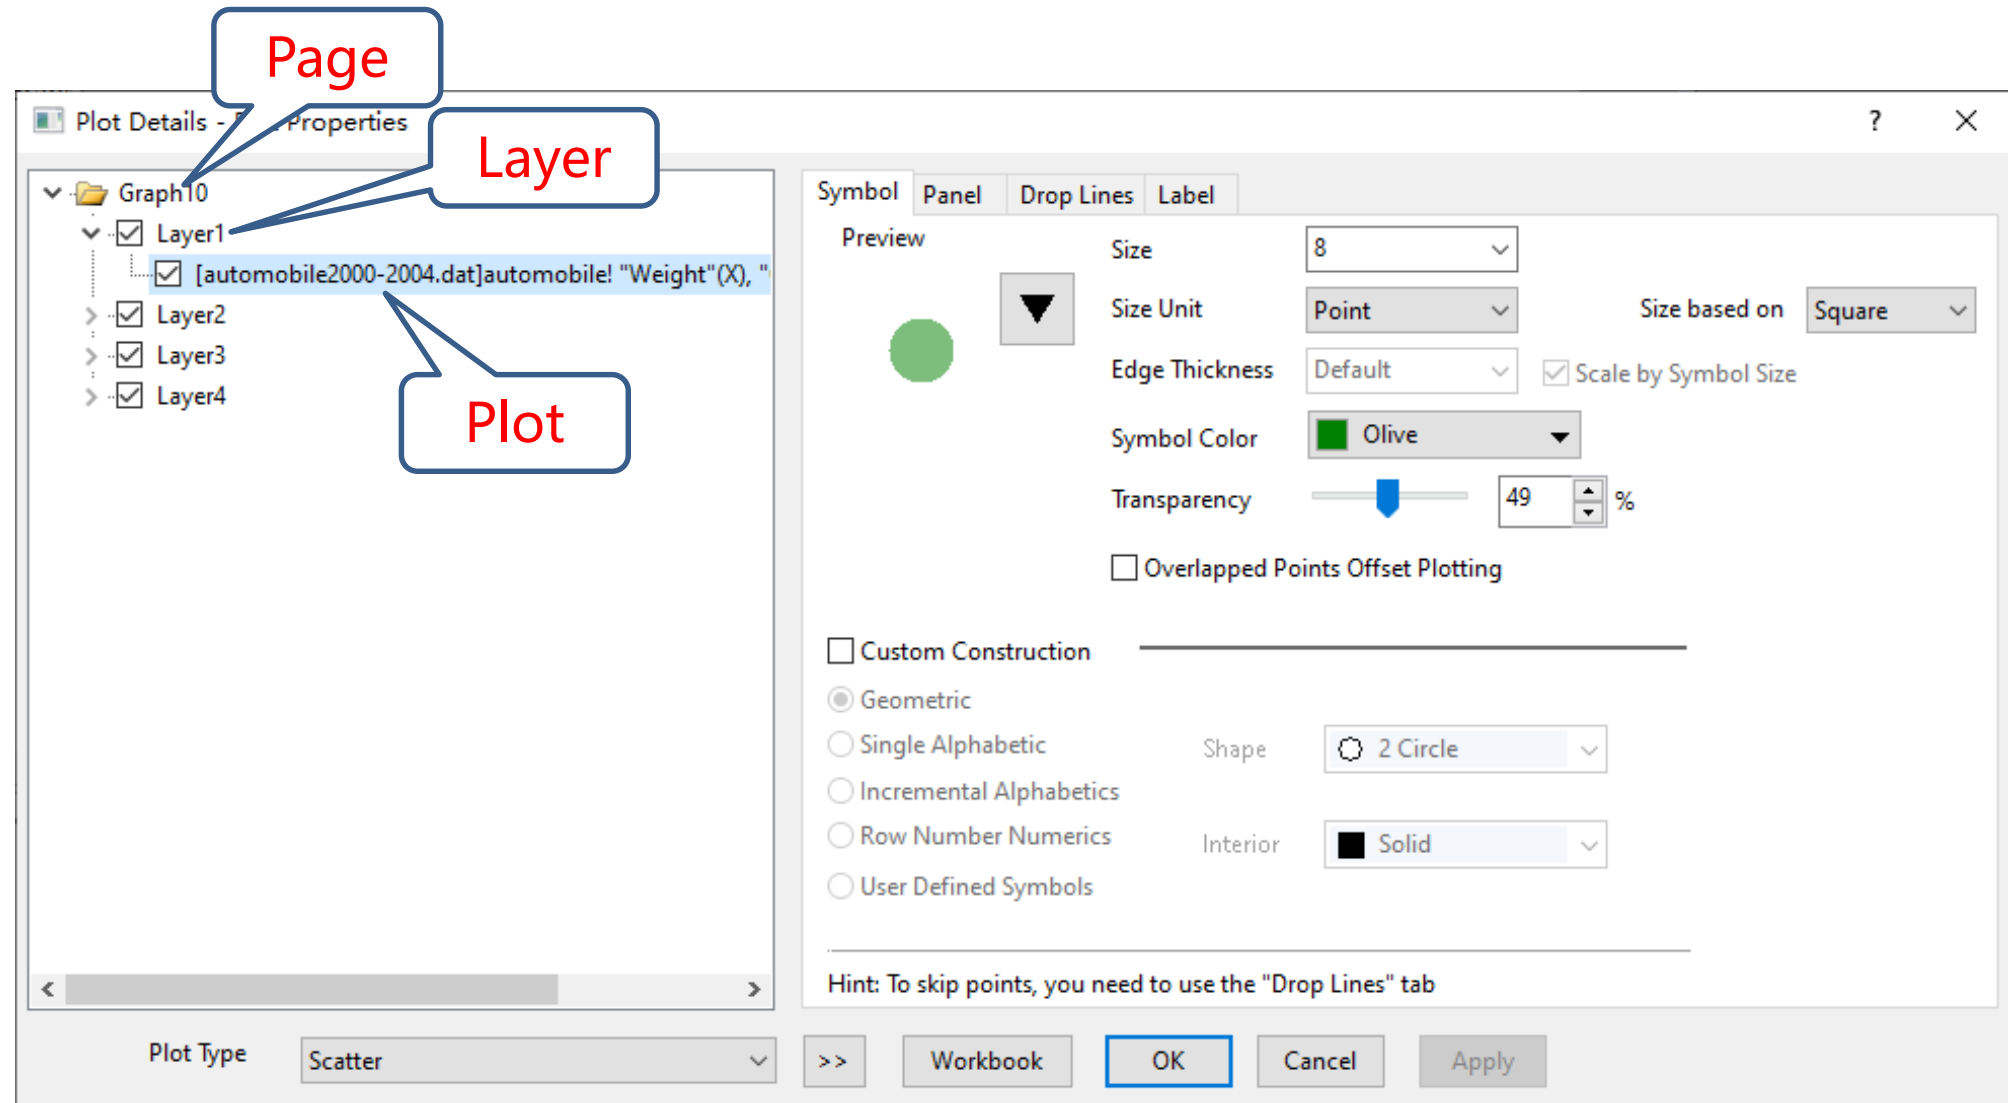 Page
Plot Details - Properties
? 
Layer
Graph10
Layer1
[automobile2000-2004.dat]automobile! "Weight"(X), "
Layer2
Layer3
Layer4
Plot
Symbol Panel Drop Lines Label
Preview
Size 8
Size Unit Point Size based on Square
Edge Thickness Default Scale by Symbol Size
Symbol Color Olive
Transparency 49 %
Overlapped Points Offset Plotting
Custom Construction
Geometric
Single Alphabetic Shape 2 Circle
Incremental Alphabetics
Row Number Numerics Interior Solid
User Defined Symbols
Hint: To skip points, you need to use the "Drop Lines" tab
Plot Type Scatter >> Workbook OK Cancel Apply